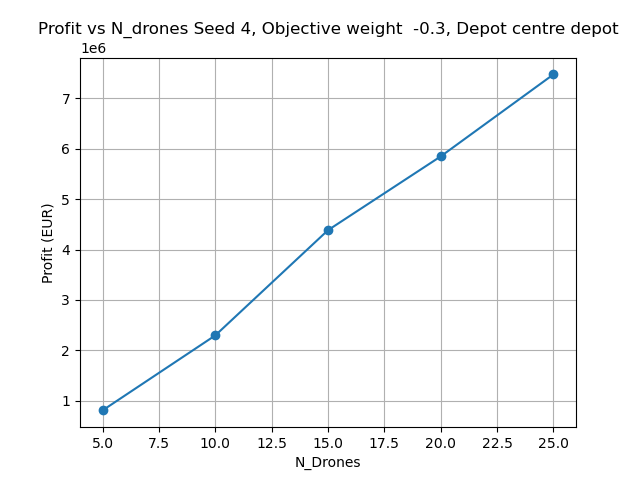 Profit vs N_drones Seed 4, Objective weight  -0.3, Depot centre depot
1e6
7
6
5
4
3
2
1
Profit (EUR)
5.0 7.5 10.0 12.5 15.0 17.5 20.0 22.5 25.0
N_Drones